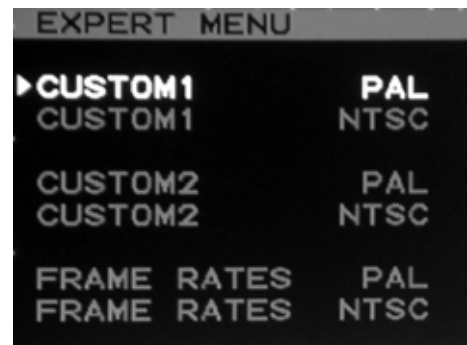 EXPERT MENU
CUSTOM1 PAL
CUSTOM1 NTSC
CUSTOM2 PAL
CUSTOM2 NTSC
FRAME RATES PAL
FRAME RATES NTSC